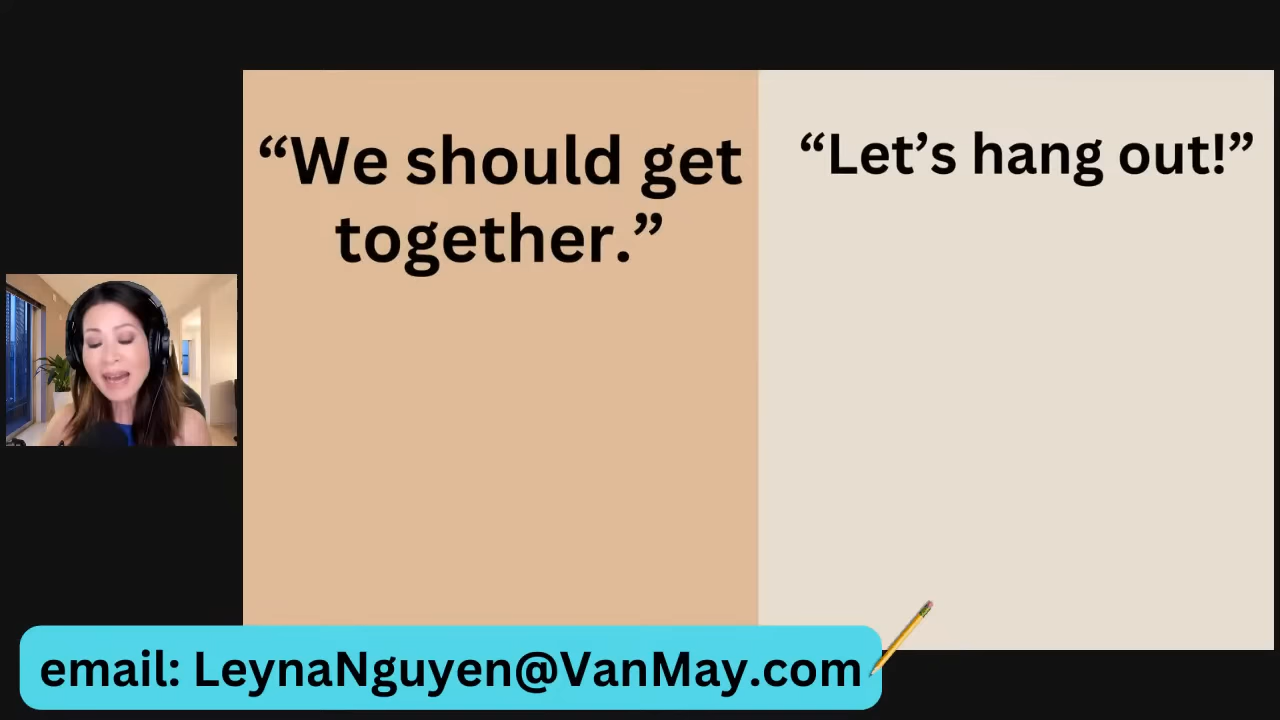 “We should get
together.”
“Let’s hang out!”
email: LeynaNguyen@VanMay.com